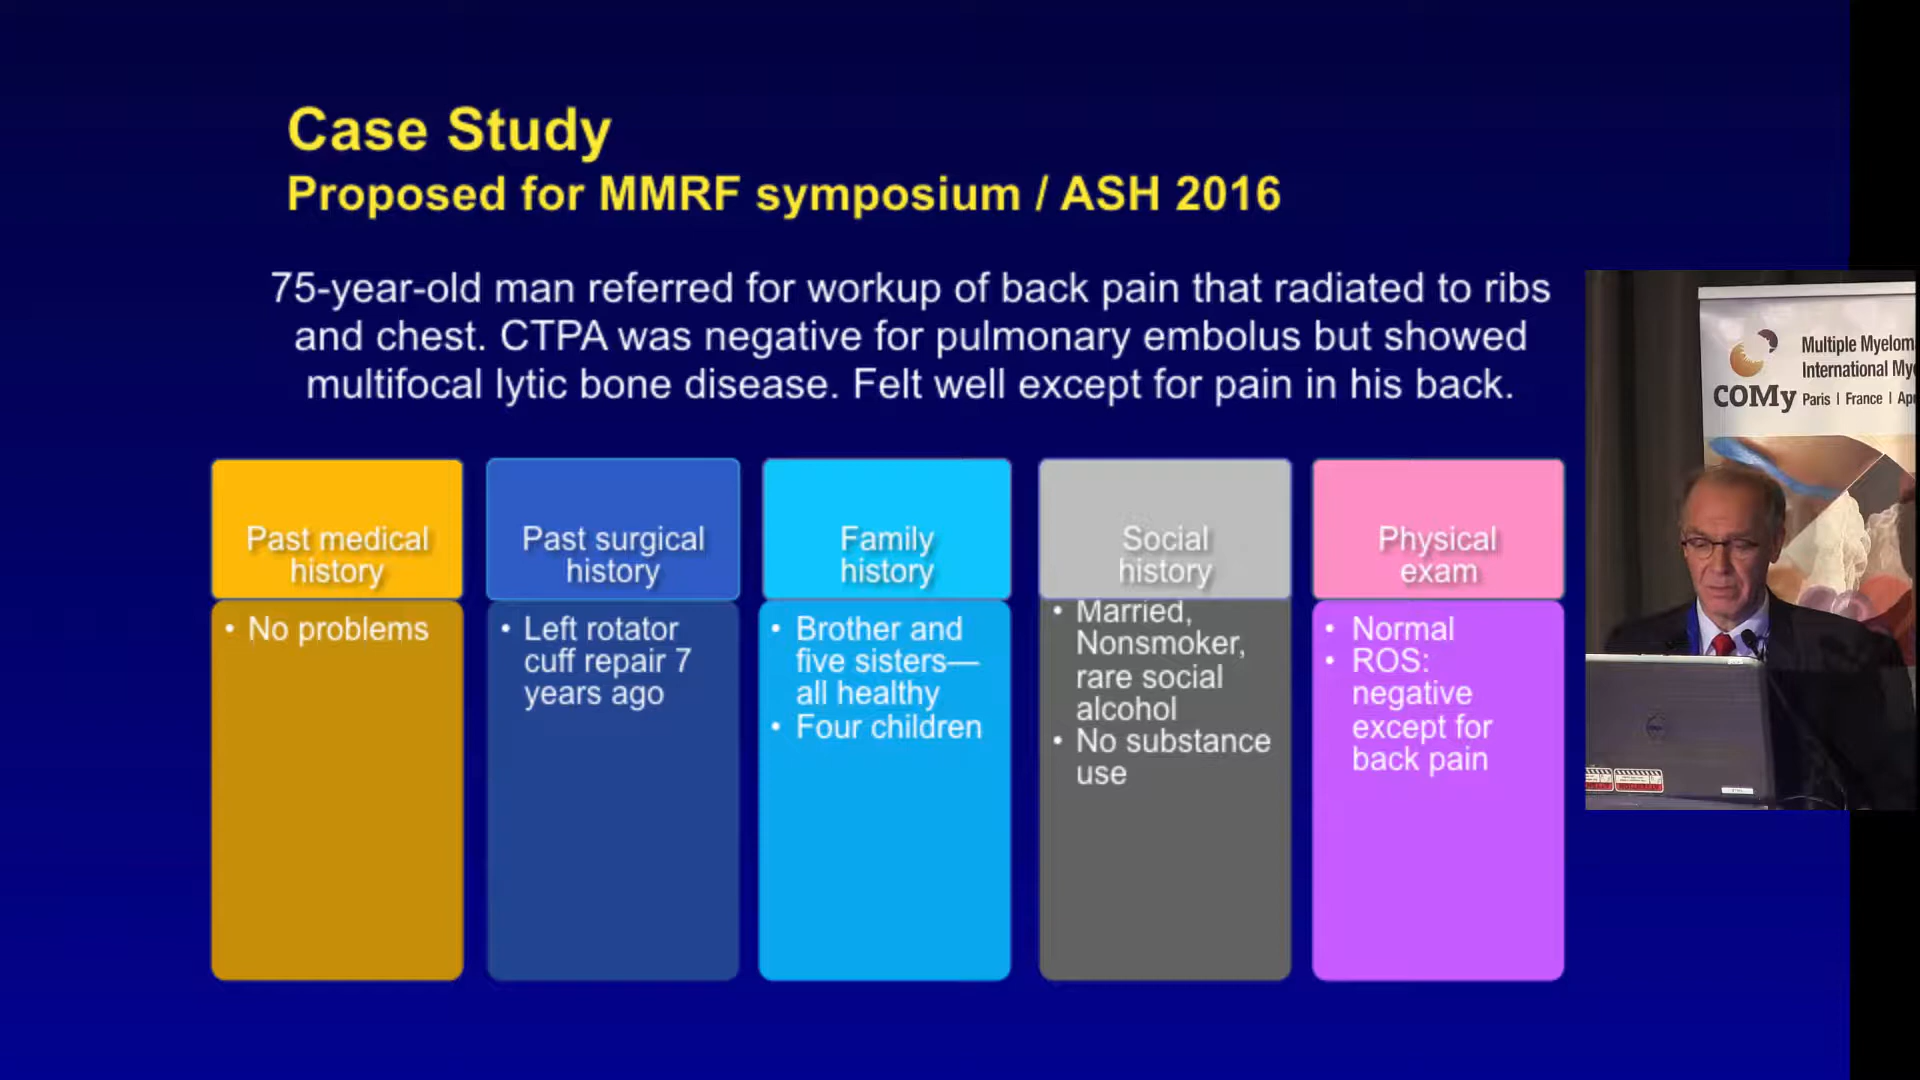 Case Study
Proposed for MMRF symposium / ASH 2016
75-year-old man referred for workup of back pain that radiated to ribs
and chest. CTPA was negative for pulmonary embolus but showed
multifocal lytic bone disease. Felt well except for pain in his back.
Past medical
history
• No problems
Past surgical
history
• Left rotator
cuff repair 7
years ago
Family
history
• Brother and
five sisters—
all healthy
• Four children
Social
history
• Married,
Nonsmoker,
rare social
alcohol
• No substance
use
Physical
exam
• Normal
• ROS:
negative
except for
back pain
Multiple
International
COMy Paris | France |